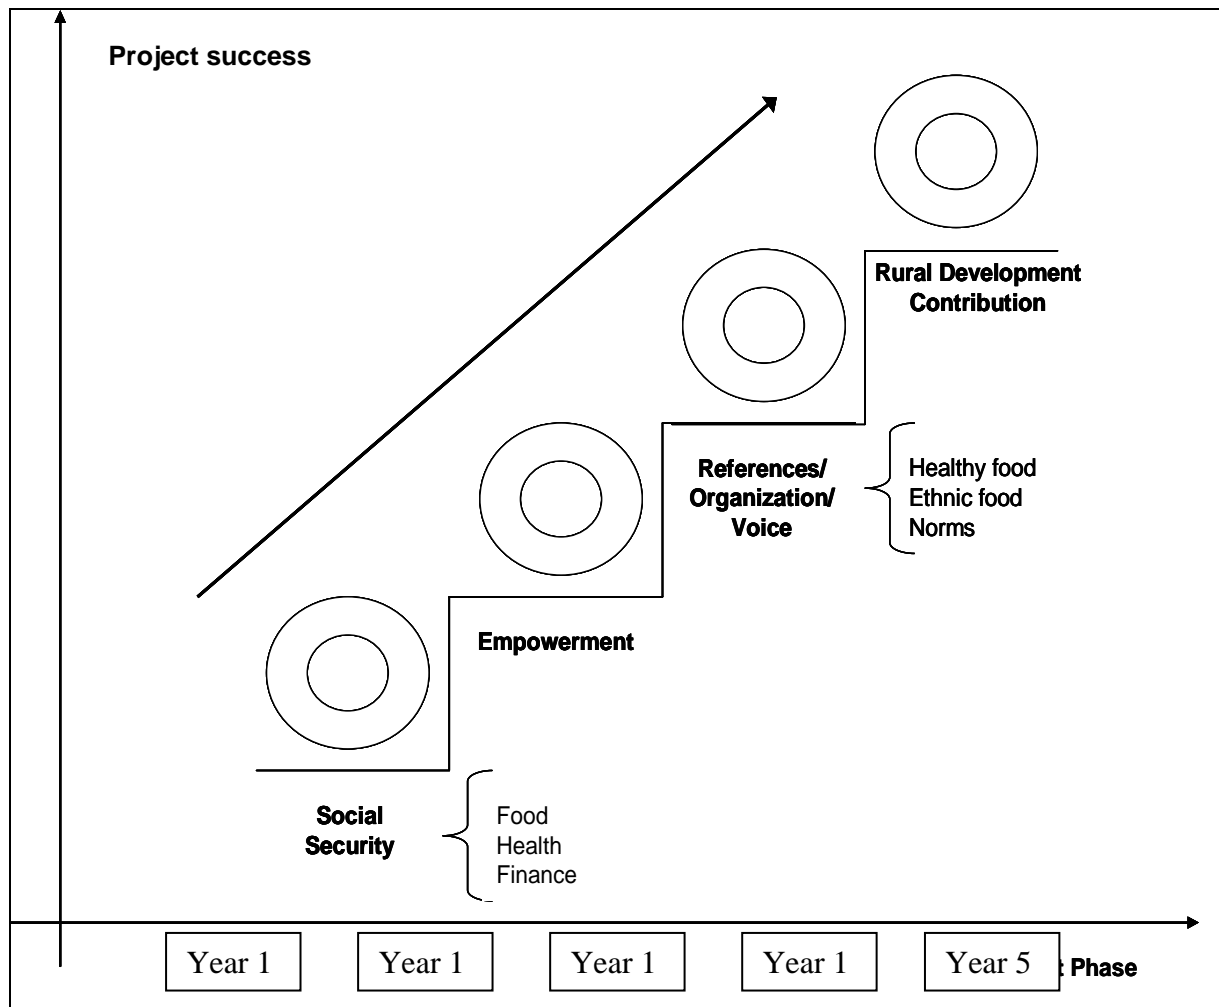 Project success
Rural Development
Contribution
References/
Organization/
Voice
Healthy food
Ethnic food
Norms
Empowerment
Social
Security
Food
Health
Finance
Year 1
Year 1
Year 1
Year 1
Year 5
Phase